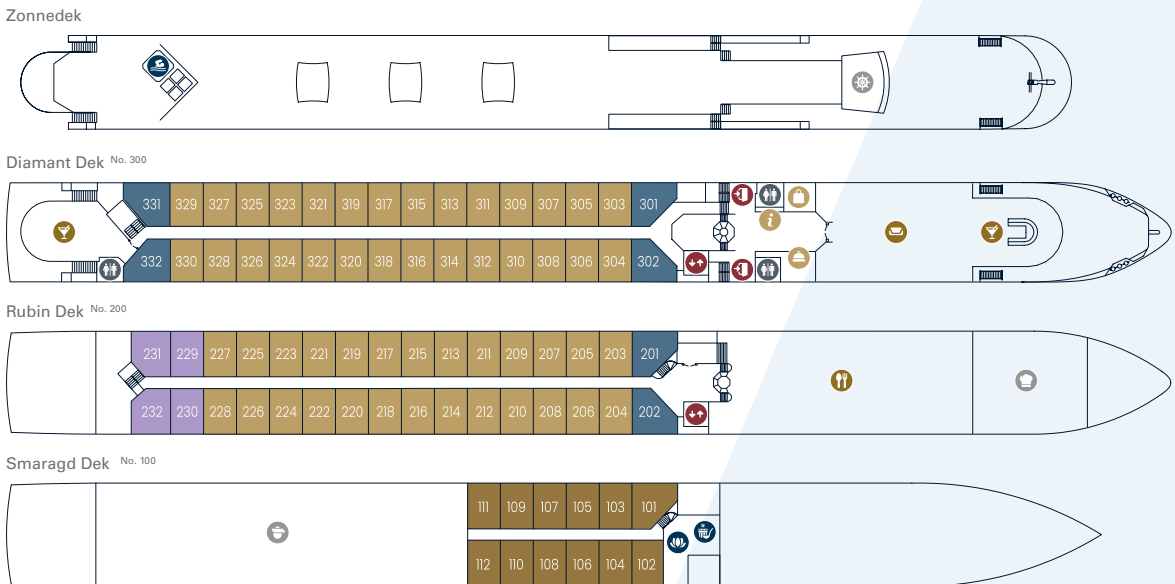 Zonnedek
Diamant Dek No. 300
331 329 327 325 323 321 319 317 315 313 311 309 307 305 303 301
i
332 330 328 326 324 322 320 318 316 314 312 310 308 306 304 302
Rubin Dek No. 200
231 229 227 225 223 221 219 217 215 213 211 209 207 205 203 201
232 230 228 226 224 222 220 218 216 214 212 210 208 206 204 202
Smaragd Dek No. 100
111 109 107 105 103 101
112 110 108 106 104 102